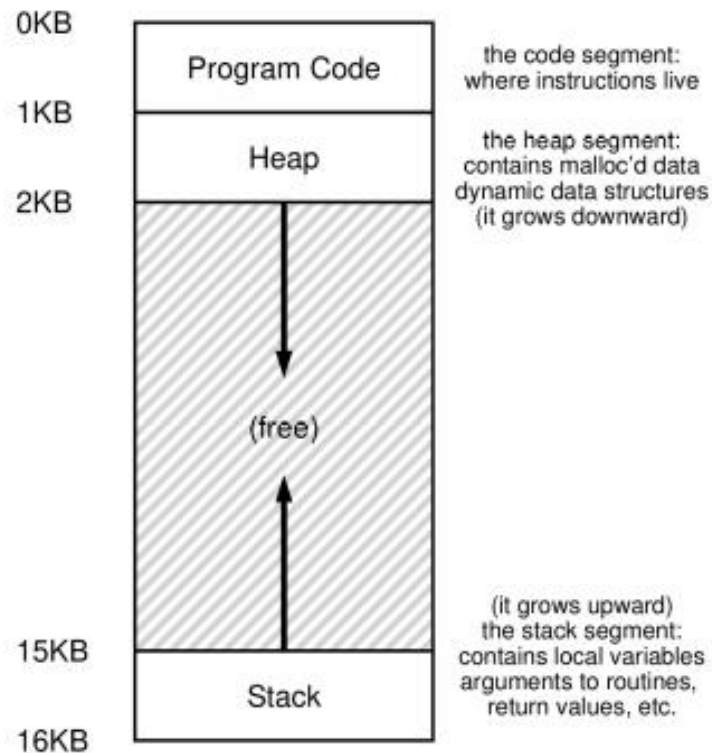 0KB
Program Code
the code segment:
where instructions live
1KB
Heap
the heap segment:
contains malloc'd data
dynamic data structures
(it grows downward)
2KB
(free)
(it grows upward)
the stack segment:
contains local variables
arguments to routines,
return values, etc.
15KB
Stack
16KB